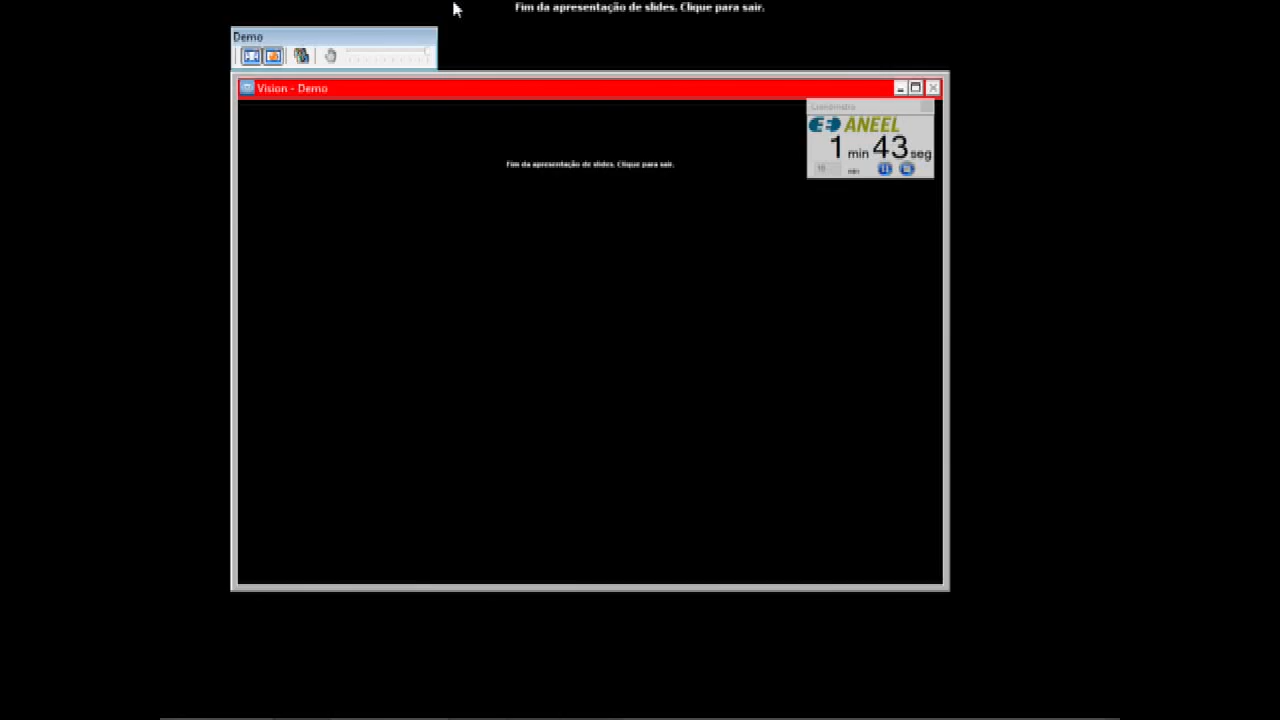 Fim da apresentação de slides. Clique para sair.
Demo
Vision - Demo
Cronômetro
ANEEL
1 min 43 seg
Fim da apresentação de slides. Clique para sair.
min